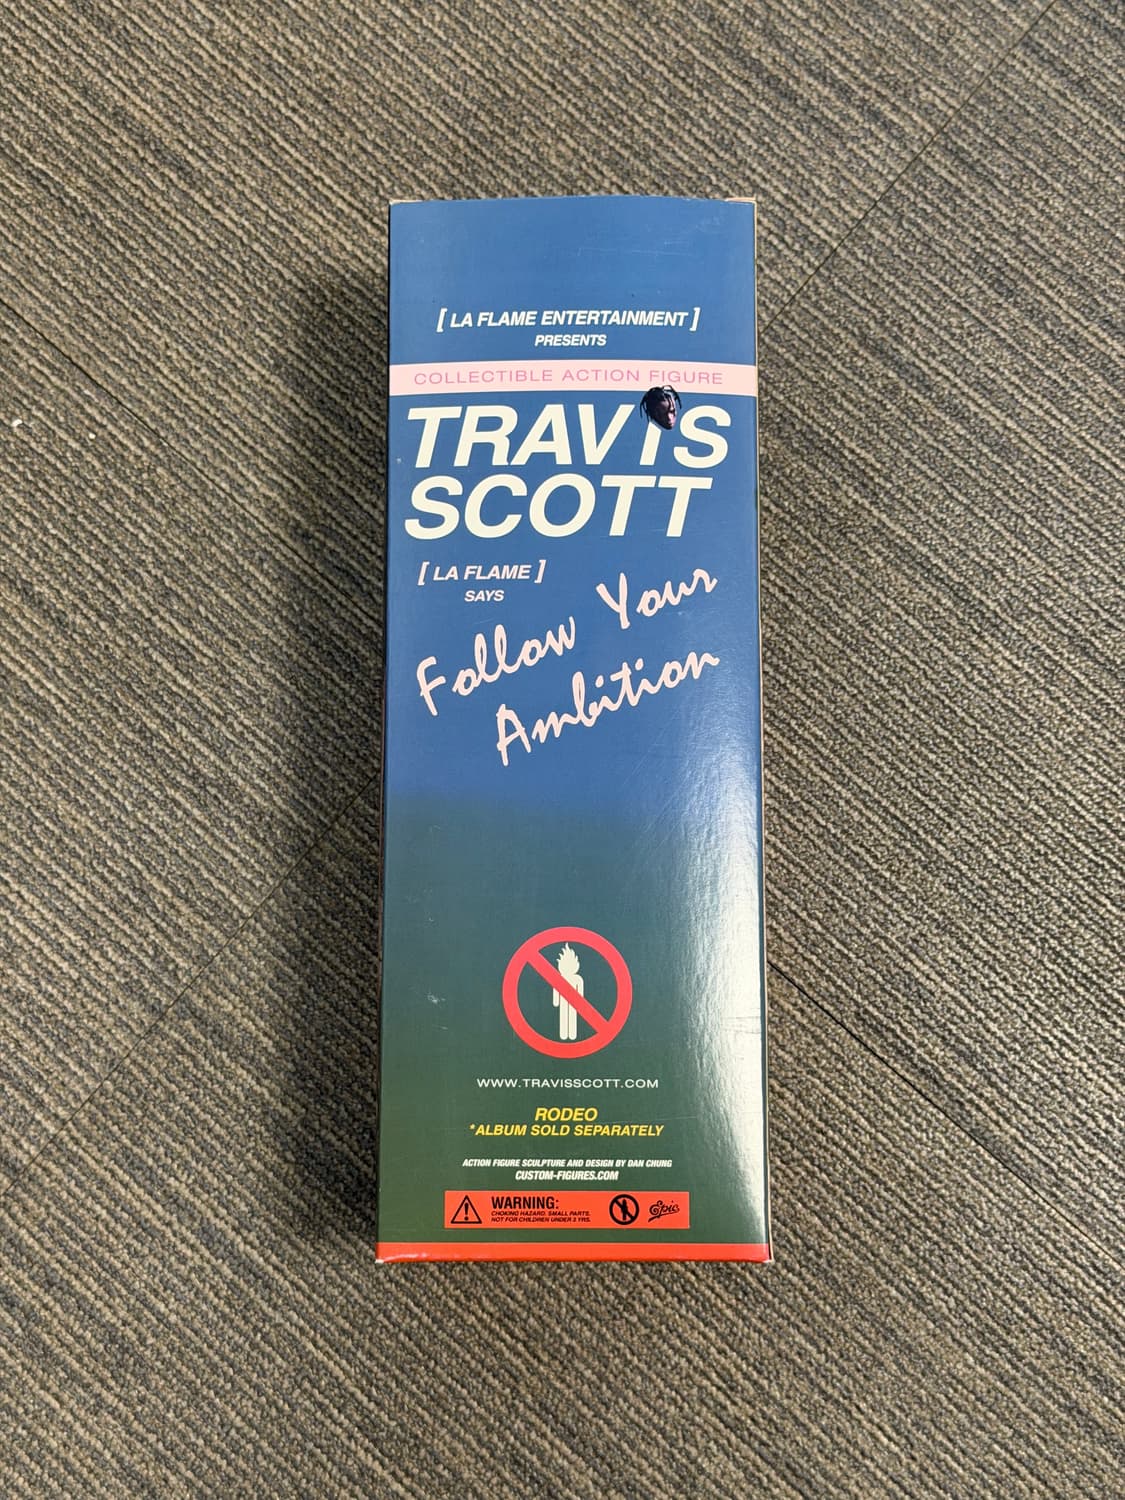 [ LA FLAME ENTERTAINMENT ]
PRESENTS
COLLECTIBLE ACTION FIGURE
TRAVIS
SCOTT
[ LA FLAME ]
SAYS
Follow Your
Ambition
WWW.TRAVISSCOTT.COM
RODEO
*ALBUM SOLD SEPARATELY
ACTION FIGURE SCULPTURE AND DESIGN BY DAN CHUNG
CUSTOM-FIGURES.COM
WARNING:
CHOKING HAZARD. SMALL PARTS.
NOT FOR CHILDREN UNDER 3 YRS.
Epic